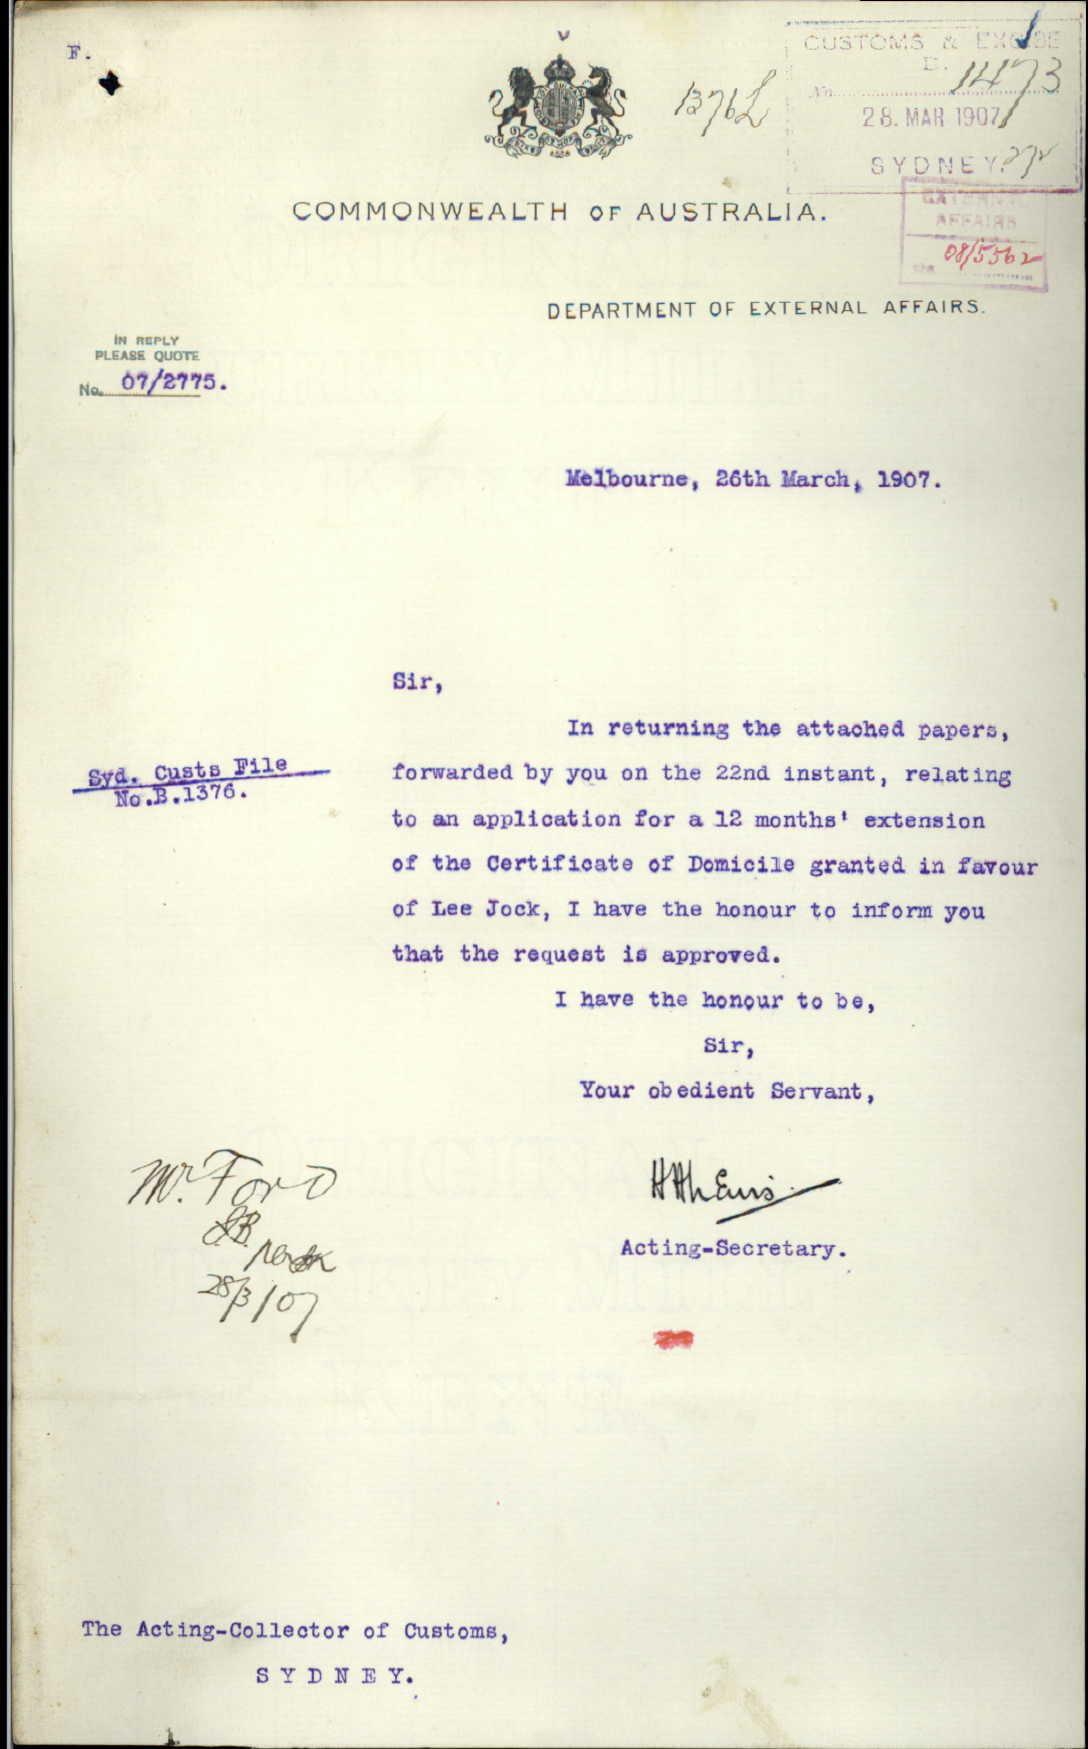 F.
1376
CUSTOMS & EXCISE
No. 1473
28. MAR 1907
SYDNEY.
COMMONWEALTH OF AUSTRALIA.
EXTERNAL
AFFAIRS
08/5562
DEPARTMENT OF EXTERNAL AFFAIRS.
IN REPLY
PLEASE QUOTE
No. 07/2775.
Melbourne, 26th March, 1907.
Sir,
In returning the attached papers,
Syd. Custs File
No.B.1376.
forwarded by you on the 22nd instant, relating
to an application for a 12 months' extension
of the Certificate of Domicile granted in favour
of Lee Jock, I have the honour to inform you
that the request is approved.
I have the honour to be,
Sir,
Your obedient Servant,
Mr. Ford
28/3/07
Acting-Secretary.
The Acting-Collector of Customs,
S Y D N E Y.